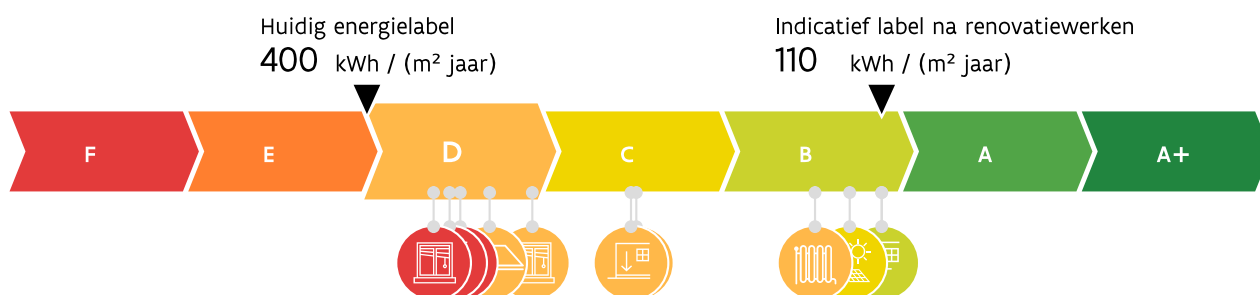 Huidig energielabel
400 kWh / (m² jaar)
Indicatief label na renovatiewerken
110 kWh / (m² jaar)
F E D C B A A+